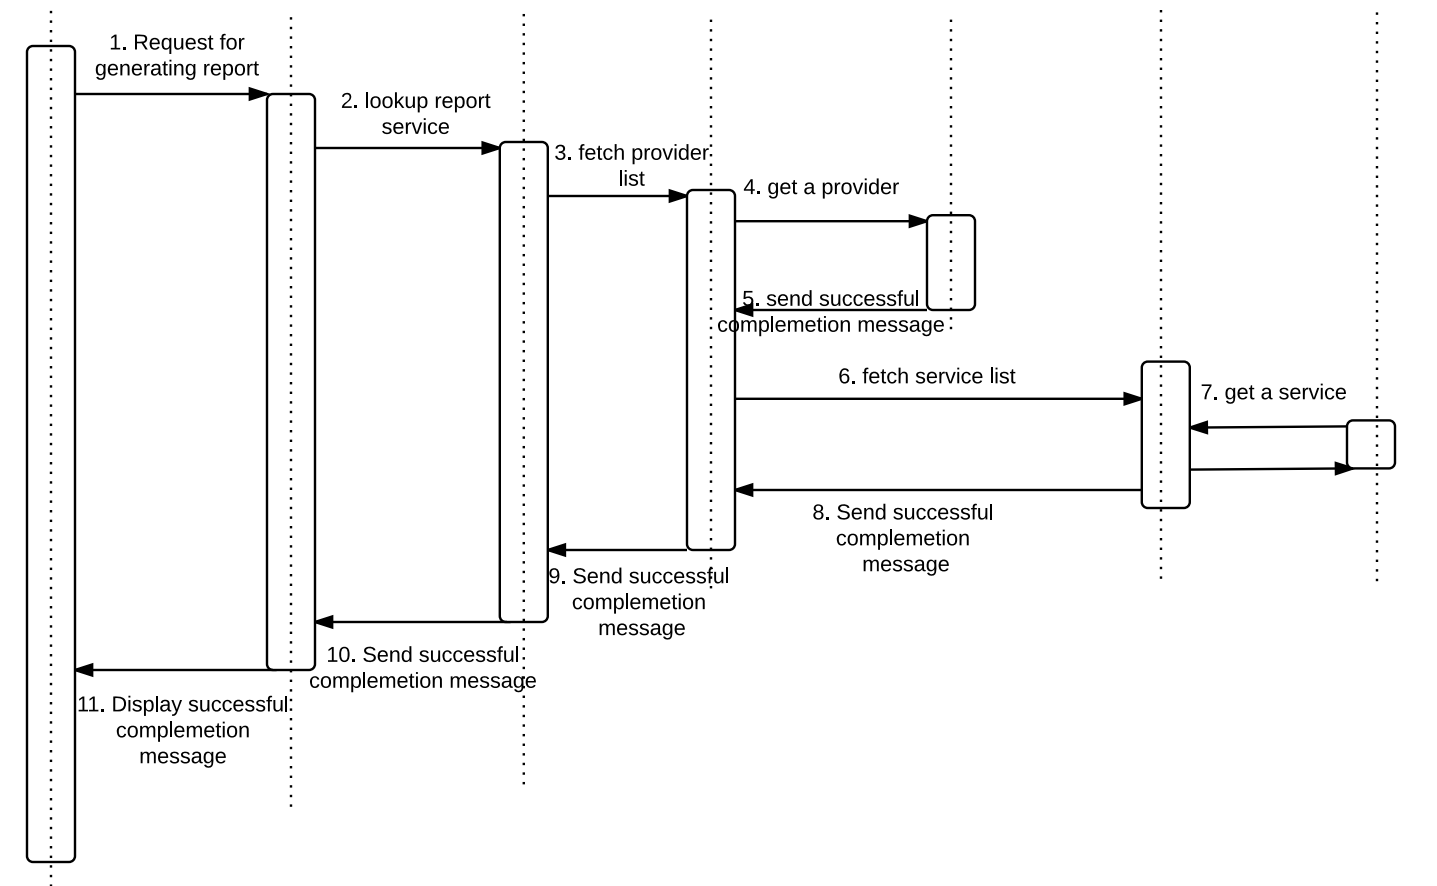 1. Request for
generating report
2. lookup report
service
3. fetch provider
list
4. get a provider
5. send successful
complemetion message
6. fetch service list
7. get a service
8. Send successful
complemetion
message
9. Send successful
complemetion
message
10. Send successful
complemetion message
11. Display successful
complemetion
message